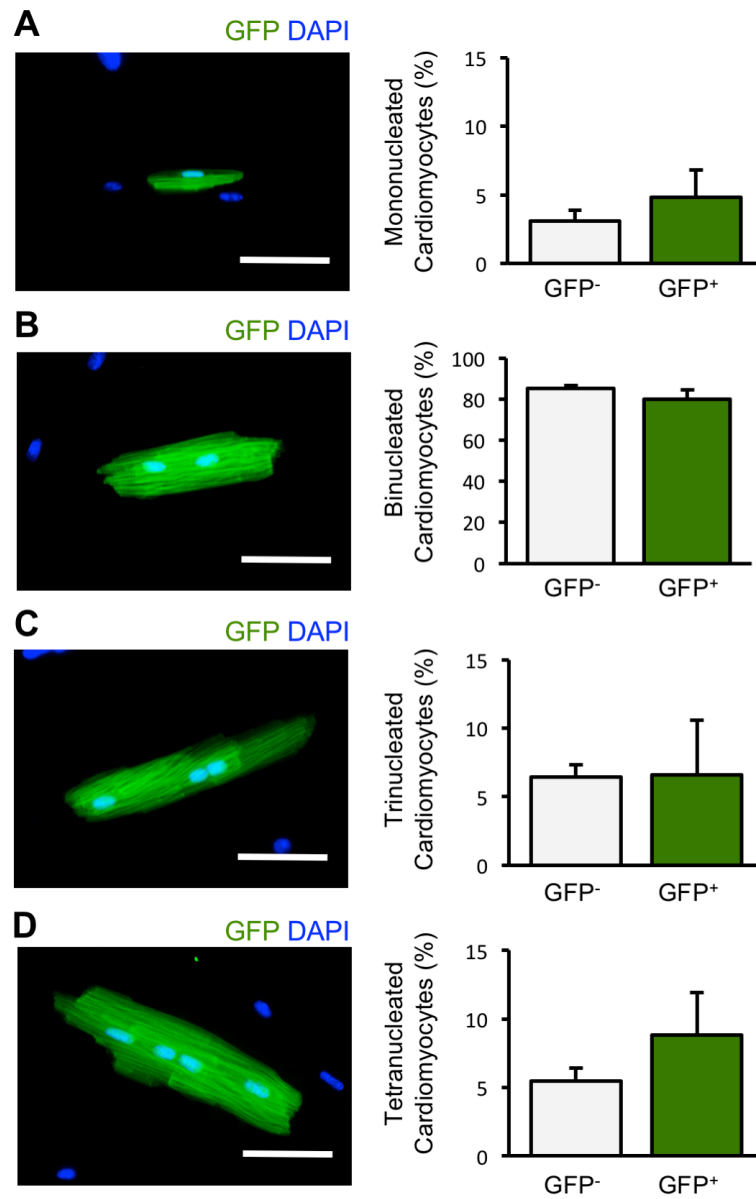 A
GFP DAPI
Mononucleated
Cardiomyocytes (%)
15
10
5
0
GFP-
GFP+
B
GFP DAPI
Binucleated
Cardiomyocytes (%)
100
80
60
40
20
0
GFP-
GFP+
C
GFP DAPI
Trinucleated
Cardiomyocytes (%)
15
10
5
0
GFP-
GFP+
D
GFP DAPI
Tetranucleated
Cardiomyocytes (%)
15
10
5
0
GFP-
GFP+